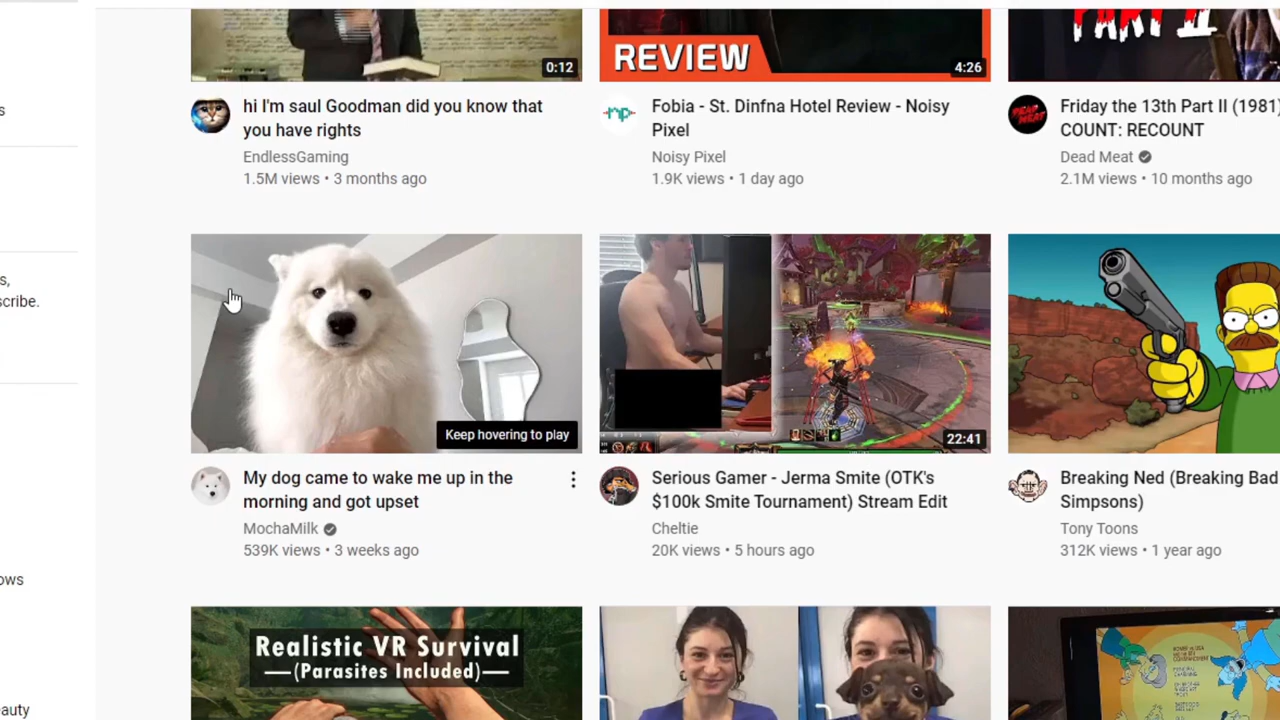 REVIEW
PART II
0:12
4:26
hi I'm saul Goodman did you know that
you have rights
EndlessGaming
1.5M views • 3 months ago
Fobia - St. Dinfna Hotel Review - Noisy
Pixel
Noisy Pixel
1.9K views • 1 day ago
Friday the 13th Part II (1981)
COUNT: RECOUNT
Dead Meat
2.1M views • 10 months ago
s
s,
scribe.
Keep hovering to play
22:41
My dog came to wake me up in the
morning and got upset
MochaMilk
539K views • 3 weeks ago
Serious Gamer - Jerma Smite (OTK's
$100k Smite Tournament) Stream Edit
Cheltie
20K views • 5 hours ago
Breaking Ned (Breaking Bad
Simpsons)
Tony Toons
312K views • 1 year ago
ows
Realistic VR Survival
(Parasites Included)
eauty